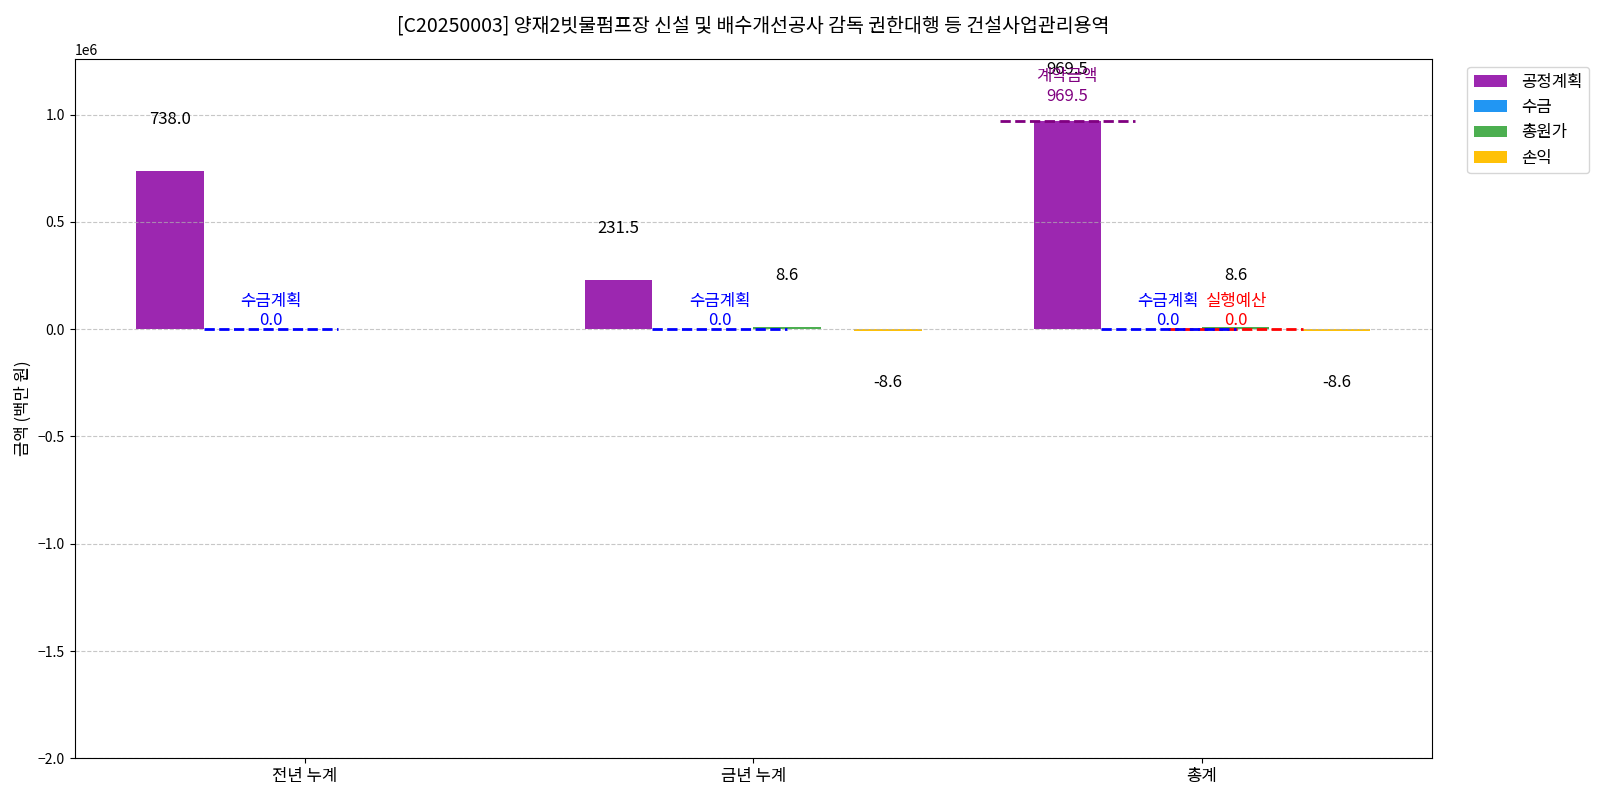 [C20250003] 양재2빗물펌프장 신설 및 배수개선공사 감독 권한대행 등 건설사업관리용역
1e6
공정계획
수금
총원가
손익
금액 (백만 원)
1.0
0.5
0.0
−0.5
−1.0
−1.5
−2.0
738.0
수금계획
0.0
231.5
수금계획
0.0
8.6
-8.6
969.5
계약금액
969.5
수금계획
0.0
8.6
실행예산
0.0
-8.6
전년 누계
금년 누계
총계